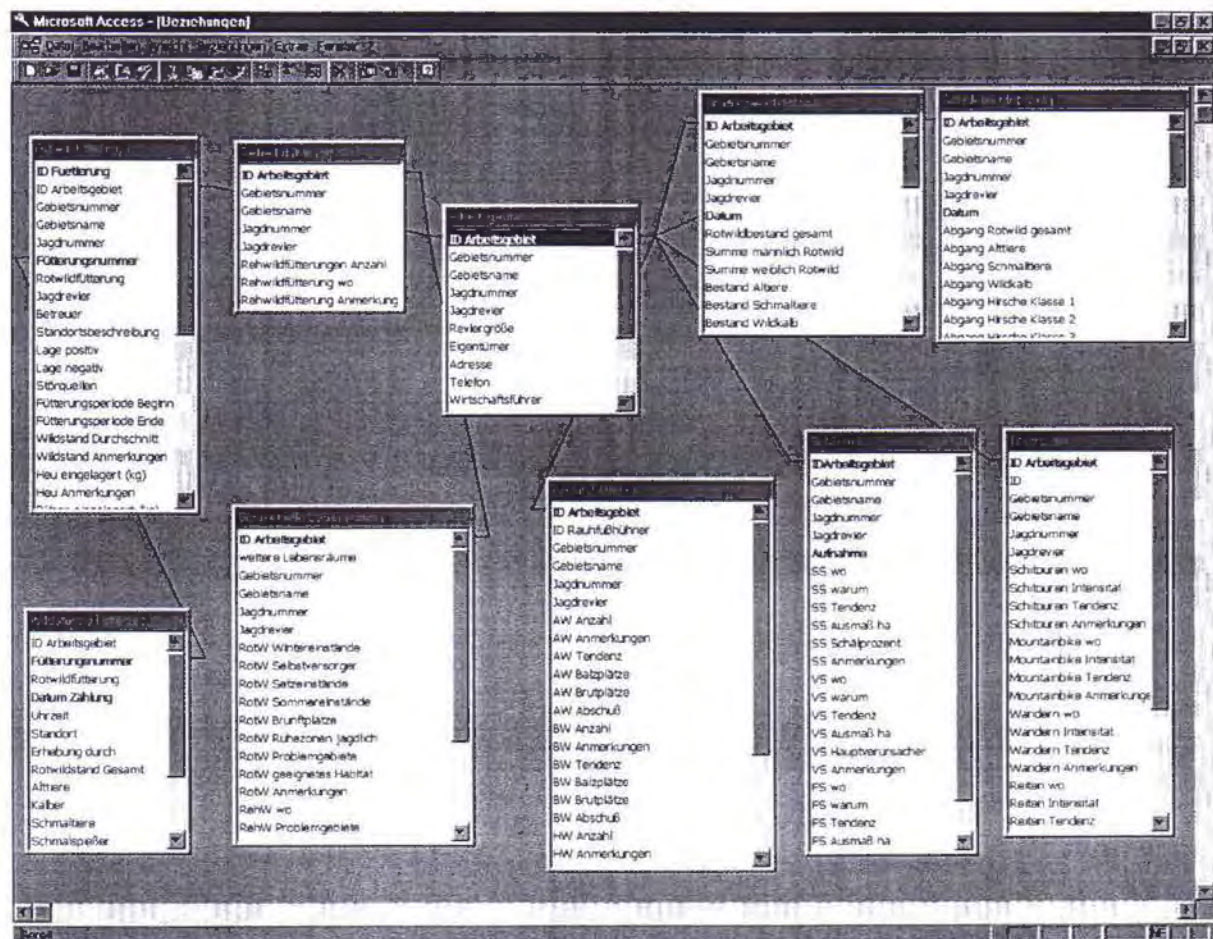 Microsoft Access - [Beziehungen]
ID Fuetterung
ID Arbeitsgebiet
Gebietsnummer
Gebietsname
Jagdnummer
Fütterungsnummer
Rotwildfütterung
Jagdrevier
Betreuer
Standortsbeschreibung
Lage positiv
Lage negativ
Störquellen
Fütterungsperiode Beginn
Fütterungsperiode Ende
Wildstand Durchschnitt
Wildstand Anmerkungen
Heu eingelagert (kg)
Heu Anmerkungen
ID Arbeitsgebiet
Gebietsnummer
Gebietsname
Jagdnummer
Jagdrevier
Rehwildfütterungen Anzahl
Rehwildfütterung wo
Rehwildfütterung Anmerkung
ID Arbeitsgebiet
Gebietsnummer
Gebietsname
Jagdnummer
Jagdrevier
Reviergröße
Eigentümer
Adresse
Telefon
Wirtschaftsführer
ID Arbeitsgebiet
Gebietsnummer
Gebietsname
Jagdnummer
Jagdrevier
Datum
Rotwildbestand gesamt
Summe männlich Rotwild
Summe weiblich Rotwild
Bestand Altiere
Bestand Schmaltiere
Bestand Wildkalb
ID Arbeitsgebiet
Gebietsnummer
Gebietsname
Jagdnummer
Jagdrevier
Datum
Abgang Rotwild gesamt
Abgang Alttiere
Abgang Schmaltiere
Abgang Wildkalb
Abgang Hirsche Klasse 1
Abgang Hirsche Klasse 2
ID Arbeitsgebiet
Fütterungsnummer
Rotwildfütterung
Datum Zählung
Uhrzeit
Standort
Erhebung durch
Rotwildstand Gesamt
Alttiere
Kälber
Schmaltiere
Schmalspießer
ID Arbeitsgebiet
weitere Lebensräume
Gebietsnummer
Gebietsname
Jagdnummer
Jagdrevier
RotW Wintereinstände
RotW Selbstversorger
RotW Setzeinstände
RotW Sommereinstände
RotW Brunftplätze
RotW Ruhezonen jagdlich
RotW Problemgebiete
RotW geeignetes Habitat
RotW Anmerkungen
RehW wo
RehW Problemgebiete
ID Arbeitsgebiet
ID Rauhfußhühner
Gebietsnummer
Gebietsname
Jagdnummer
Jagdrevier
AW Anzahl
AW Anmerkungen
AW Tendenz
AW Balzplätze
AW Brutplätze
AW Abschuß
BW Anzahl
BW Anmerkungen
BW Tendenz
BW Balzplätze
BW Brutplätze
BW Abschuß
HW Anzahl
HW Anmerkungen
IDArbeitsgebiet
Gebietsnummer
Gebietsname
Jagdnummer
Jagdrevier
Aufnahme
SS wo
SS warum
SS Tendenz
SS Ausmaß ha
SS Schälprozent
SS Anmerkungen
VS wo
VS warum
VS Tendenz
VS Ausmaß ha
VS Hauptverursacher
VS Anmerkungen
FS wo
FS warum
FS Tendenz
FS Ausmaß ha
ID Arbeitsgebiet
ID
Gebietsnummer
Gebietsname
Jagdnummer
Jagdrevier
Schitouren wo
Schitouren Intensität
Schitouren Tendenz
Schitouren Anmerkungen
Mountainbike wo
Mountainbike Intensität
Mountainbike Tendenz
Mountainbike Anmerkunge
Wandern wo
Wandern Intensität
Wandern Tendenz
Wandern Anmerkungen
Reiten wo
Reiten Intensität
Reiten Tendenz